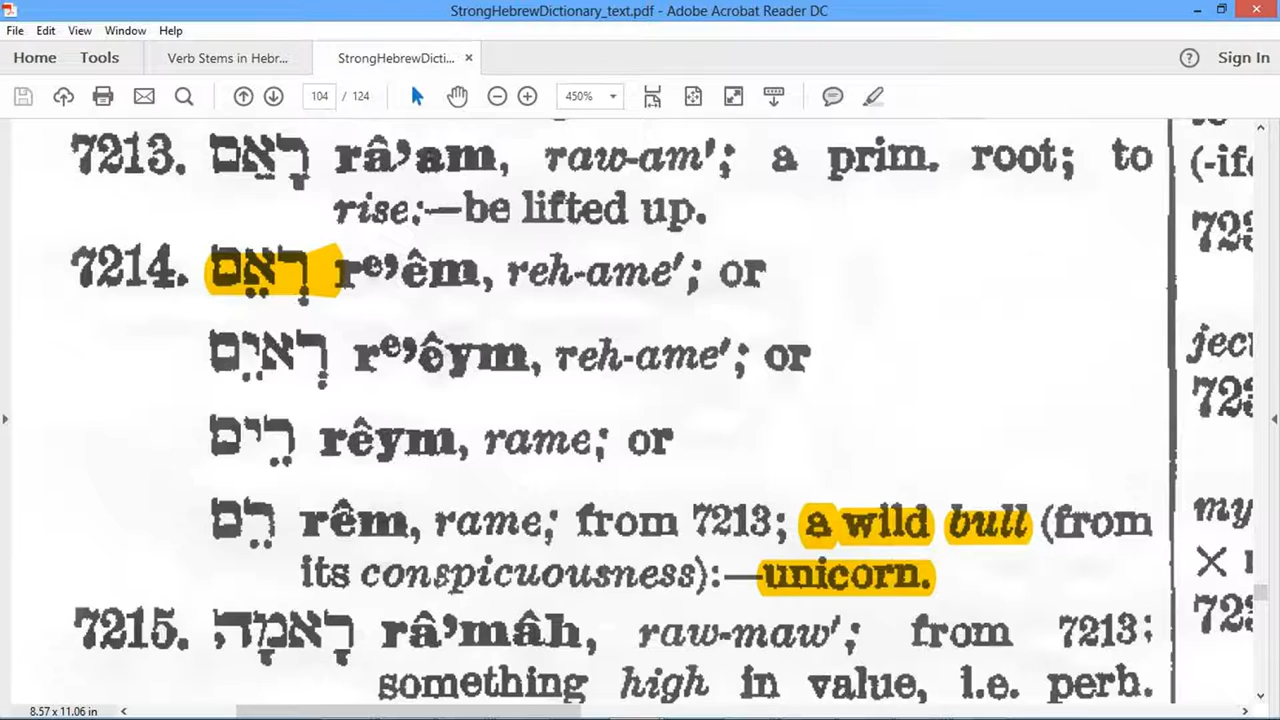 StrongHebrewDictionary_text.pdf - Adobe Acrobat Reader DC
File Edit View Window Help
Home Tools Verb Stems in Hebr... StrongHebrewDicti... ×
? Sign In
104 / 124 450%
7213. רָאַם râʼam, raw-am'; a prim. root; to
rise:—be lifted up.
7214. רְאֵם rᵉʼêm, reh-ame'; or
רְאֵים rᵉʼêym, reh-ame'; or
רֵים rêym, rame; or
רֵם rêm, rame; from 7213; a wild bull (from
its conspicuousness):—unicorn.
7215. רָאמָה râʼmâh, raw-maw'; from 7213;
something high in value, i.e. perh.
8.57 x 11.06 in